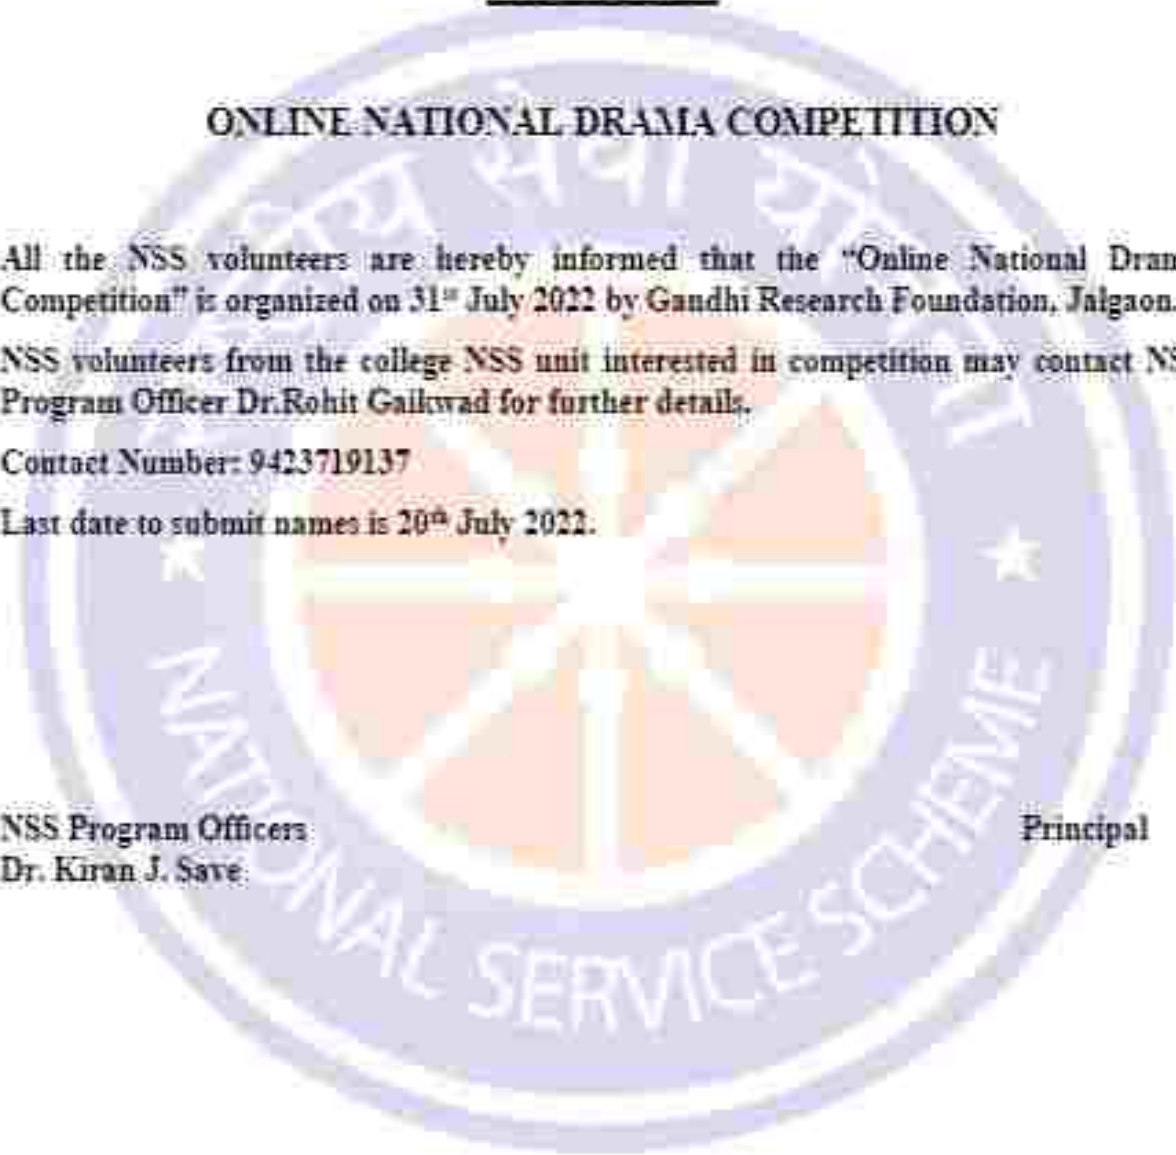 ONLINE NATIONAL DRAMA COMPETITION
All the NSS volunteers are hereby informed that the “Online National Dram
Competition” is organized on 31st July 2022 by Gandhi Research Foundation, Jalgaon
NSS volunteers from the college NSS unit interested in competition may contact NS
Program Officer Dr.Rohit Gaikwad for further details.
Contact Number: 9423719137
Last date to submit names is 20th July 2022.
NSS Program Officers Principal
Dr. Kiran J. Save
राष्ट्रीय सेवा योजना
NATIONAL SERVICE SCHEME